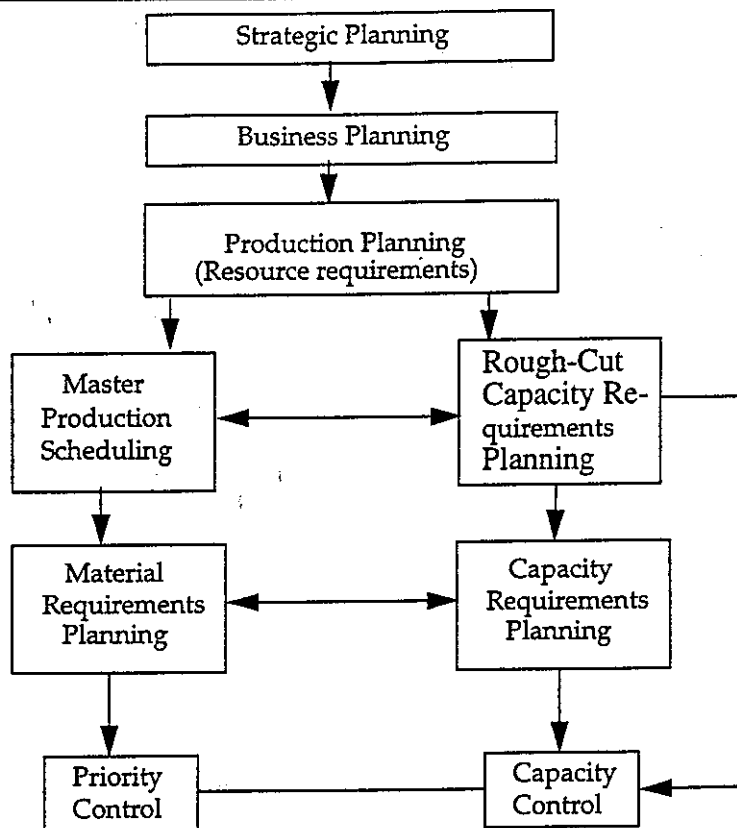 Strategic Planning
Business Planning
Production Planning
(Resource requirements)
Master
Production
Scheduling
Rough-Cut
Capacity Re-
quirements
Planning
Material
Requirements
Planning
Capacity
Requirements
Planning
Priority
Control
Capacity
Control